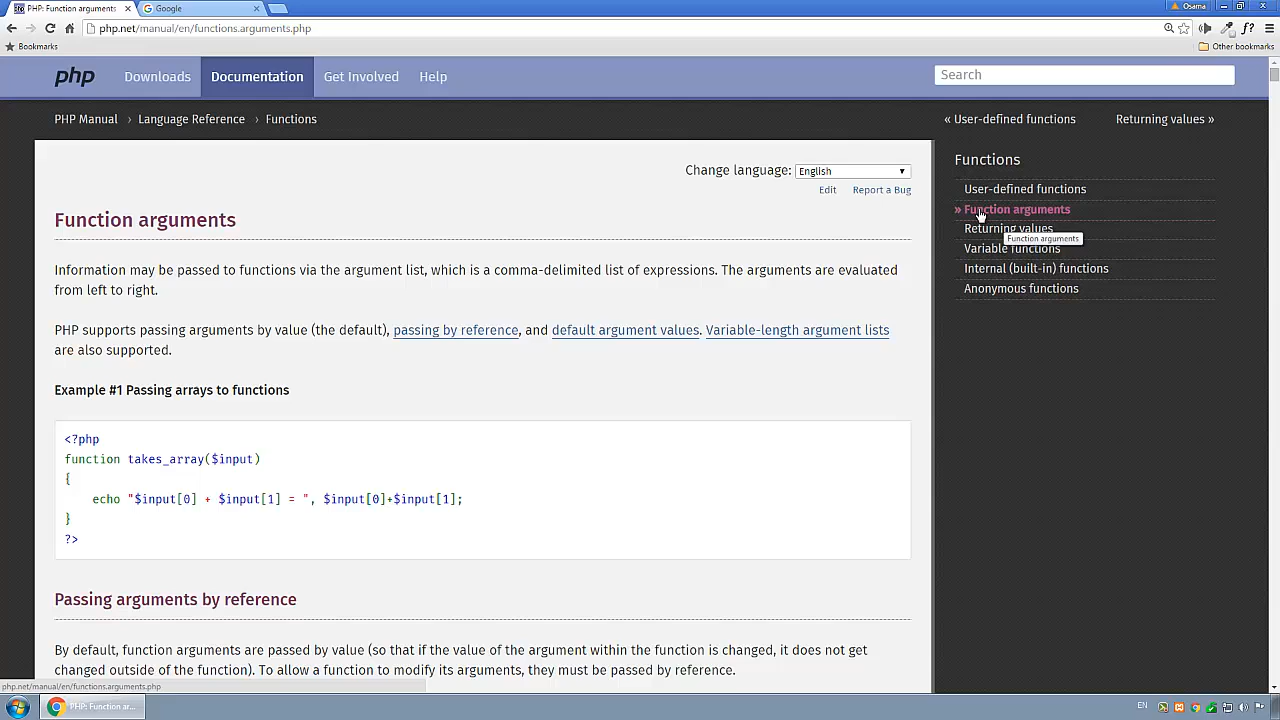 PHP: Function arguments
Google
Osama
php.net/manual/en/functions.arguments.php
Bookmarks
Other bookmarks
php
Downloads
Documentation
Get Involved
Help
Search
PHP Manual › Language Reference › Functions
« User-defined functions
Returning values »
Change language: English
Edit
Report a Bug
Function arguments
Information may be passed to functions via the argument list, which is a comma-delimited list of expressions. The arguments are evaluated
from left to right.
PHP supports passing arguments by value (the default), passing by reference, and default argument values. Variable-length argument lists
are also supported.
Example #1 Passing arrays to functions
<?php
function takes_array($input)
{
echo "$input[0] + $input[1] = ", $input[0]+$input[1];
}
?>
Passing arguments by reference
By default, function arguments are passed by value (so that if the value of the argument within the function is changed, it does not get
changed outside of the function). To allow a function to modify its arguments, they must be passed by reference.
Functions
User-defined functions
» Function arguments
Returning values
Function arguments
Variable functions
Internal (built-in) functions
Anonymous functions
php.net/manual/en/functions.arguments.php
PHP: Function ar...
EN